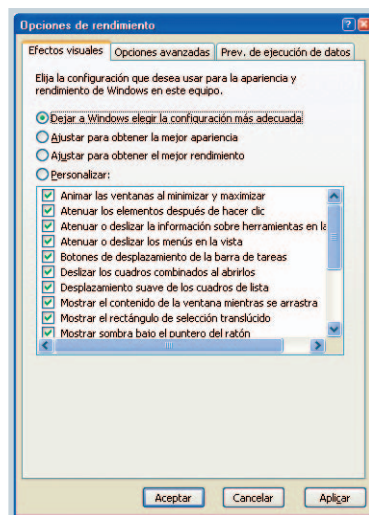 Opciones de rendimiento
Efectos visuales
Opciones avanzadas
Prev. de ejecución de datos
Elija la configuración que desea usar para la apariencia y
rendimiento de Windows en este equipo.
Dejar a Windows elegir la configuración más adecuada
Ajustar para obtener la mejor apariencia
Ajustar para obtener el mejor rendimiento
Personalizar:
Animar las ventanas al minimizar y maximizar
Atenuar los elementos después de hacer clic
Atenuar o deslizar la información sobre herramientas en la
Atenuar o deslizar los menús en la vista
Botones de desplazamiento de la barra de tareas
Deslizar los cuadros combinados al abrirlos
Desplazamiento suave de los cuadros de lista
Mostrar el contenido de la ventana mientras se arrastra
Mostrar el rectángulo de selección translúcido
Mostrar sombra bajo el puntero del ratón
Aceptar
Cancelar
Aplicar